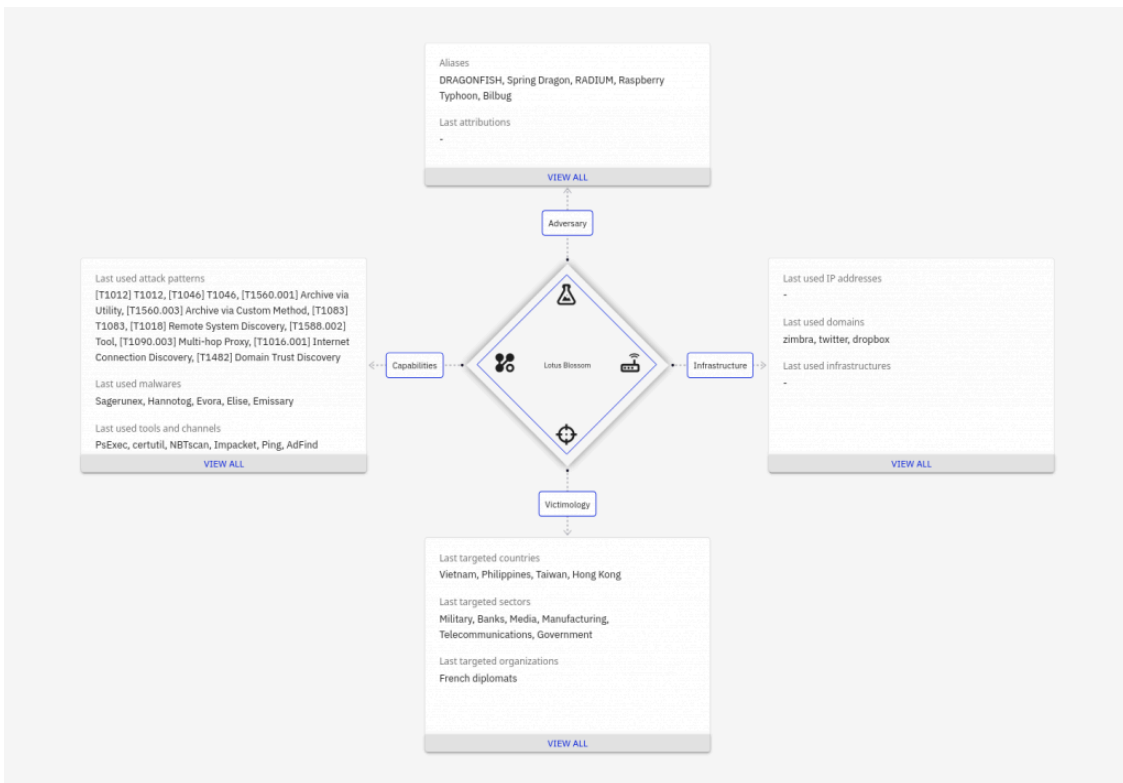 Aliases
DRAGONFISH, Spring Dragon, RADIUM, Raspberry
Typhoon, Bilbug
Last attributions
-
VIEW ALL
Adversary
Last used attack patterns
[T1012] T1012, [T1046] T1046, [T1560.001] Archive via
Utility, [T1560.003] Archive via Custom Method, [T1083]
T1083, [T1018] Remote System Discovery, [T1588.002]
Tool, [T1090.003] Multi-hop Proxy, [T1016.001] Internet
Connection Discovery, [T1482] Domain Trust Discovery
Last used malwares
Sagerunex, Hannotog, Evora, Elise, Emissary
Last used tools and channels
PsExec, certutil, NBTscan, Impacket, Ping, AdFind
VIEW ALL
Capabilities
Lotus Blossom
Infrastructure
Last used IP addresses
-
Last used domains
zimbra, twitter, dropbox
Last used infrastructures
-
VIEW ALL
Victimology
Last targeted countries
Vietnam, Philippines, Taiwan, Hong Kong
Last targeted sectors
Military, Banks, Media, Manufacturing,
Telecommunications, Government
Last targeted organizations
French diplomats
VIEW ALL